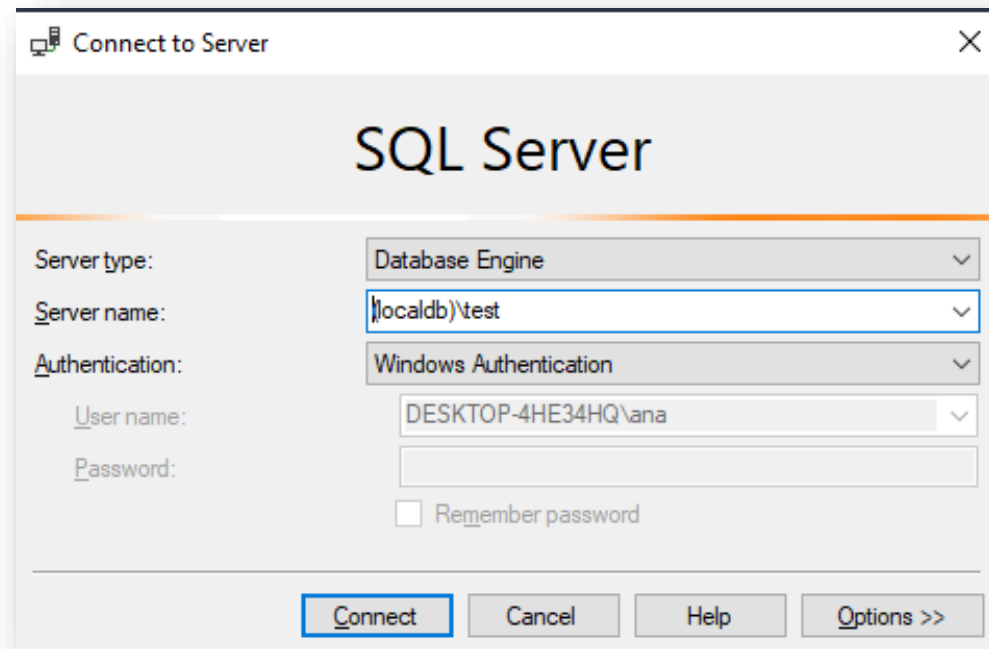 Connect to Server
SQL Server
Server type: Database Engine
Server name: (localdb)\test
Authentication: Windows Authentication
User name: DESKTOP-4HE34HQ\ana
Password:
Remember password
Connect Cancel Help Options >>